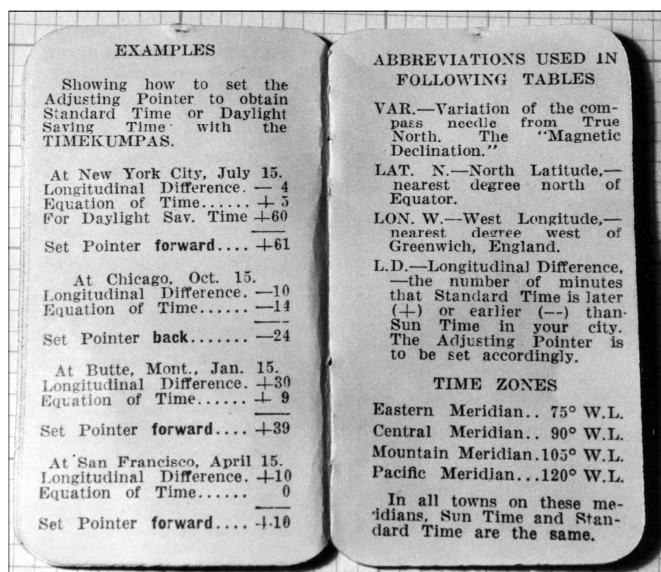 EXAMPLES
Showing how to set the
Adjusting Pointer to obtain
Standard Time or Daylight
Saving Time with the
TIMEKUMPAS.
At New York City, July 15.
Longitudinal Difference. — 4
Equation of Time...... + 5
For Daylight Sav. Time +60
Set Pointer forward.... +61
At Chicago, Oct. 15.
Longitudinal Difference. —10
Equation of Time...... —14
Set Pointer back....... —24
At Butte, Mont., Jan. 15.
Longitudinal Difference. +30
Equation of Time...... + 9
Set Pointer forward.... +39
At San Francisco, April 15.
Longitudinal Difference. +10
Equation of Time...... 0
Set Pointer forward.... +10
ABBREVIATIONS USED IN
FOLLOWING TABLES
VAR.—Variation of the com-
pass needle from True
North. The "Magnetic
Declination."
LAT. N.—North Latitude,—
nearest degree north of
Equator.
LON. W.—West Longitude,—
nearest degree west of
Greenwich, England.
L.D.—Longitudinal Difference,
—the number of minutes
that Standard Time is later
(+) or earlier (—) than
Sun Time in your city.
The Adjusting Pointer is
to be set accordingly.
TIME ZONES
Eastern Meridian.. 75° W.L.
Central Meridian.. 90° W.L.
Mountain Meridian.105° W.L.
Pacific Meridian...120° W.L.
In all towns on these me-
ridians, Sun Time and Stan-
dard Time are the same.